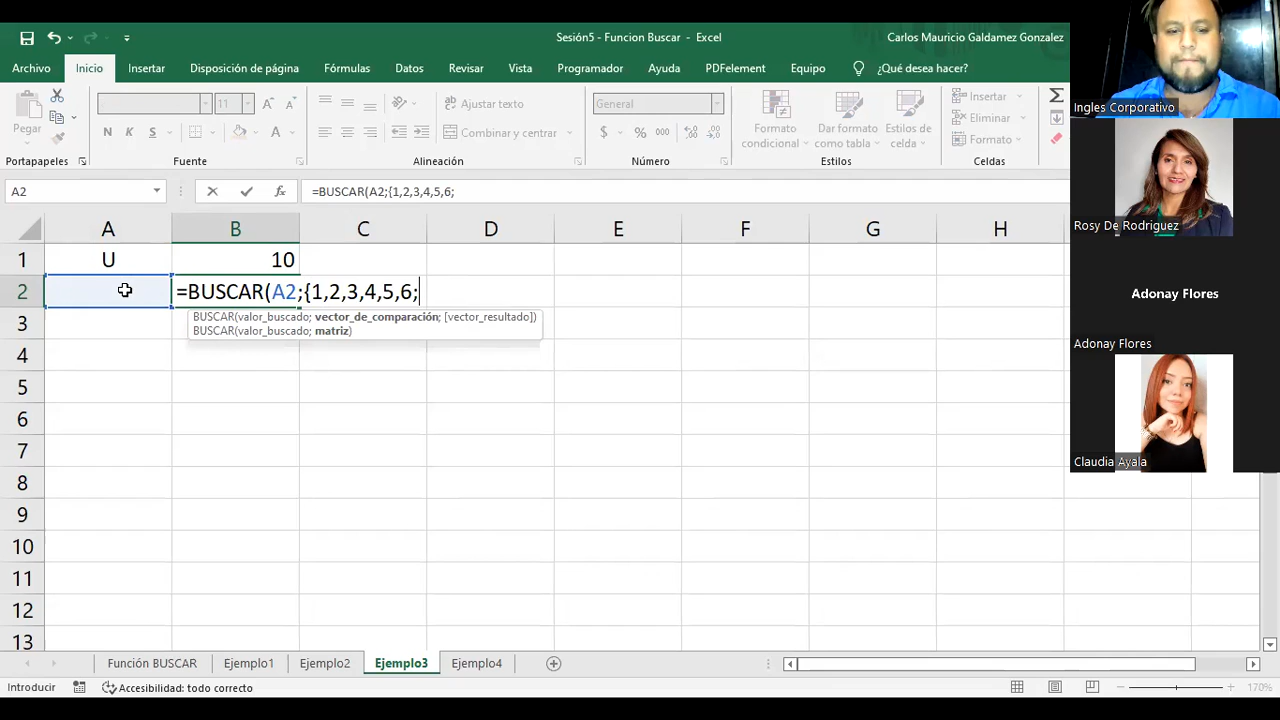 Sesión5 - Funcion Buscar - Excel
Carlos Mauricio Galdamez Gonzalez
Archivo Inicio Insertar Disposición de página Fórmulas Datos Revisar Vista Programador Ayuda PDFelement Equipo ¿Qué desea hacer?
Pegar
11
N K S
A
Ajustar texto
Combinar y centrar
General
$ % 000
Formato condicional
Dar formato como tabla
Estilos de celda
Insertar
Eliminar
Formato
Portapapeles Fuente Alineación Número Estilos Celdas
A2
fx
=BUSCAR(A2;{1,2,3,4,5,6;
A B C D E F G H
1 U 10
2 =BUSCAR(A2;{1,2,3,4,5,6;
BUSCAR(valor_buscado; vector_de_comparación; [vector_resultado])
BUSCAR(valor_buscado; matriz)
3
4
5
6
7
8
9
10
11
12
13
Función BUSCAR Ejemplo1 Ejemplo2 Ejemplo3 Ejemplo4
Introducir Accesibilidad: todo correcto 170%
Ingles Corporativo
Rosy De Rodriguez
Adonay Flores
Adonay Flores
Claudia Ayala